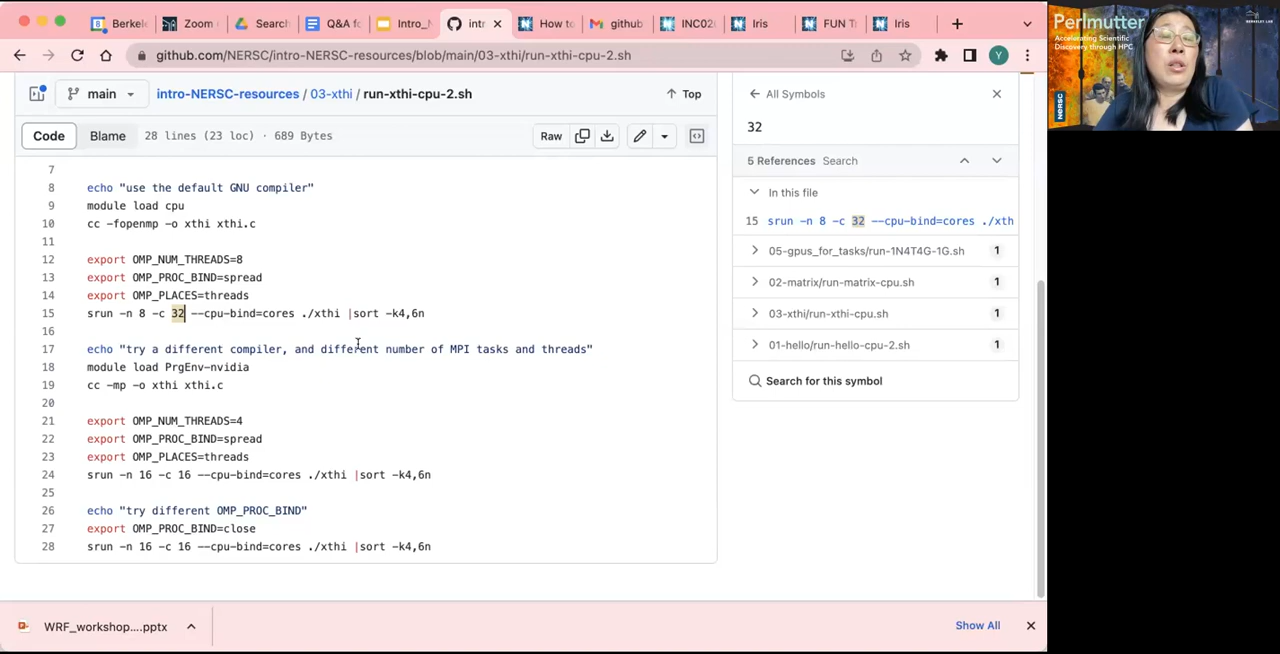 Berkel
Zoom
Search
Q&A fo
Intro_N
intr
How to
github
INC02
Iris
FUN T
Iris
github.com/NERSC/intro-NERSC-resources/blob/main/03-xthi/run-xthi-cpu-2.sh
Y
main
intro-NERSC-resources / 03-xthi / run-xthi-cpu-2.sh
Top
Code
Blame
28 lines (23 loc) · 689 Bytes
Raw
7
8 echo "use the default GNU compiler"
9 module load cpu
10 cc -fopenmp -o xthi xthi.c
11
12 export OMP_NUM_THREADS=8
13 export OMP_PROC_BIND=spread
14 export OMP_PLACES=threads
15 srun -n 8 -c 32 --cpu-bind=cores ./xthi |sort -k4,6n
16
17 echo "try a different compiler, and different number of MPI tasks and threads"
18 module load PrgEnv-nvidia
19 cc -mp -o xthi xthi.c
20
21 export OMP_NUM_THREADS=4
22 export OMP_PROC_BIND=spread
23 export OMP_PLACES=threads
24 srun -n 16 -c 16 --cpu-bind=cores ./xthi |sort -k4,6n
25
26 echo "try different OMP_PROC_BIND"
27 export OMP_PROC_BIND=close
28 srun -n 16 -c 16 --cpu-bind=cores ./xthi |sort -k4,6n
All Symbols
32
5 References Search
In this file
15 srun -n 8 -c 32 --cpu-bind=cores ./xth
05-gpus_for_tasks/run-1N4T4G-1G.sh 1
02-matrix/run-matrix-cpu.sh 1
03-xthi/run-xthi-cpu.sh 1
01-hello/run-hello-cpu-2.sh 1
Search for this symbol
WRF_workshop....pptx
Show All
Perlmutter
Accelerating Scientific
Discovery through HPC
NERSC
BERKELEY LAB